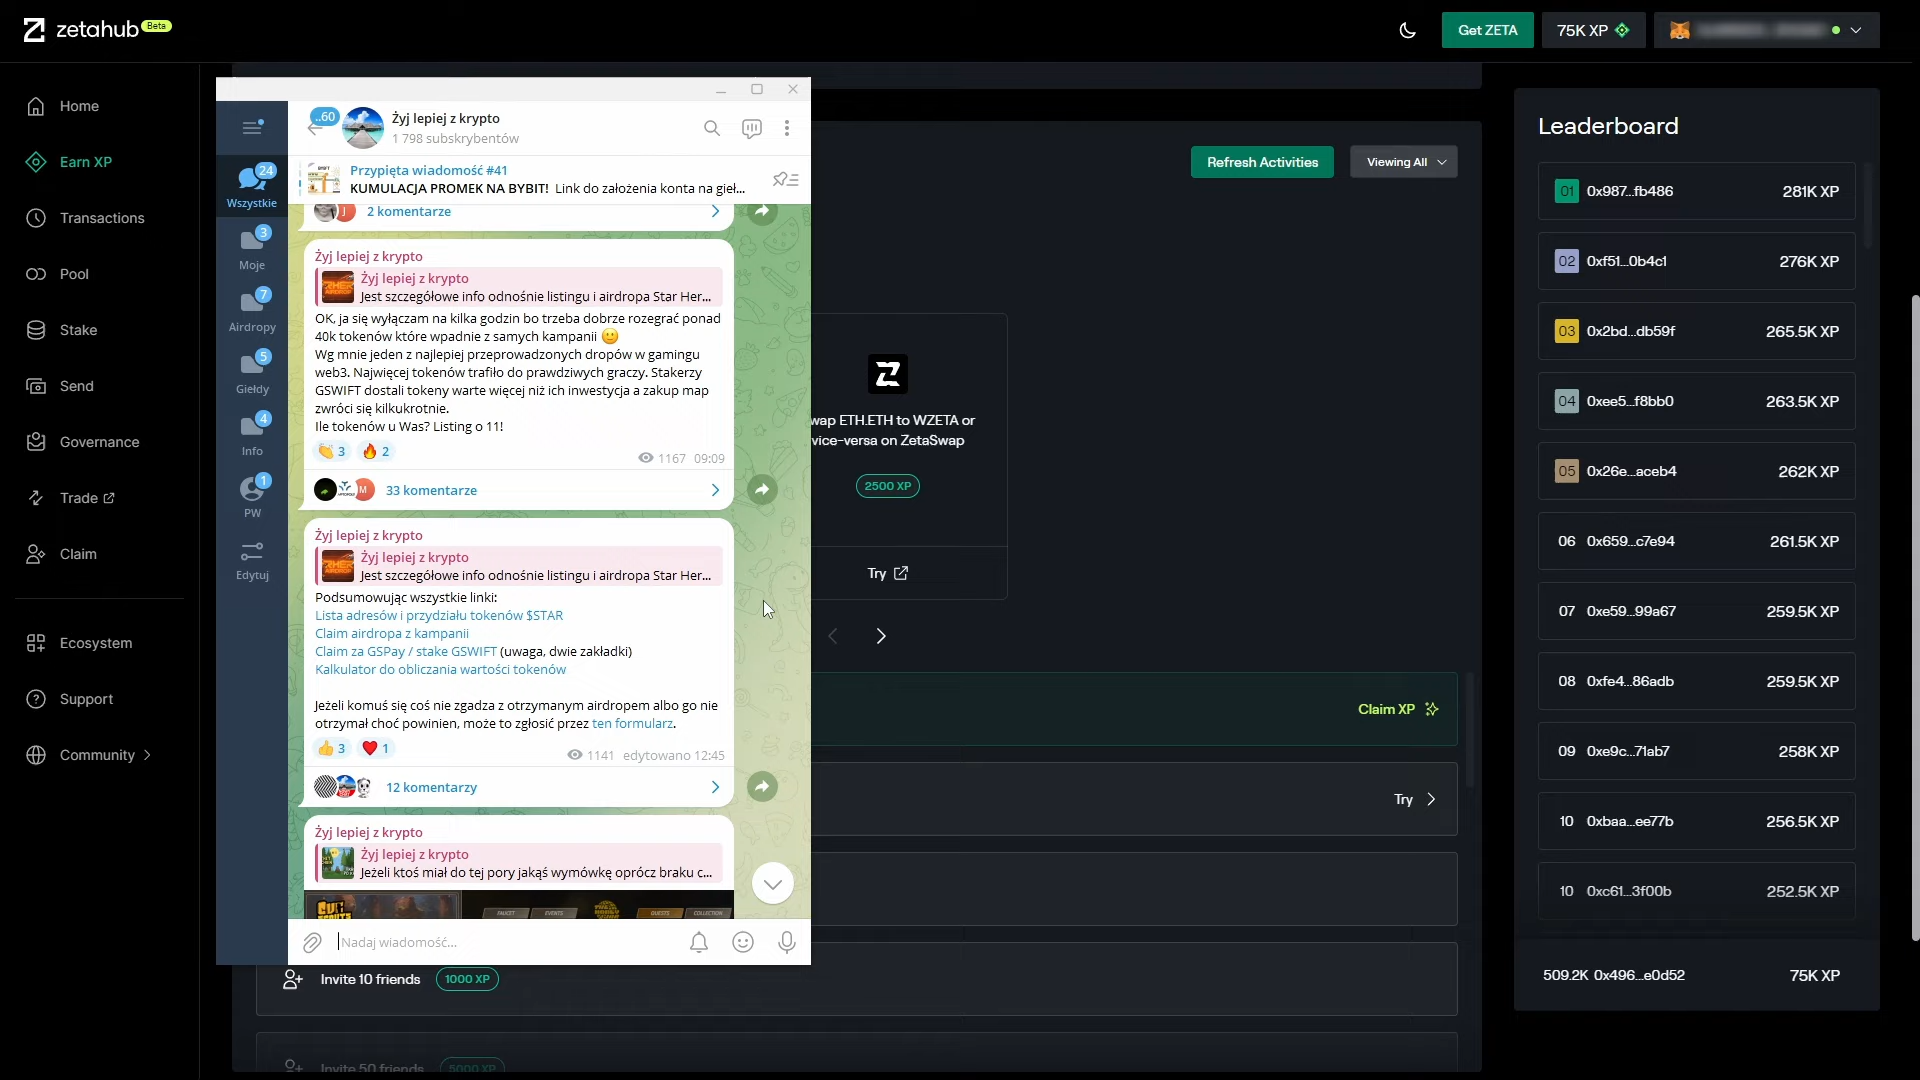 zetahub Beta
Get ZETA
75K XP
Home
Earn XP
Transactions
Pool
Stake
Send
Governance
Trade
Claim
Ecosystem
Support
Community
..60
Żyj lepiej z krypto
1 798 subskrybentów
Przypięta wiadomość #41
KUMULACJA PROMEK NA BYBIT! Link do założenia konta na gieł...
24
Wszystkie
3
Moje
7
Airdropy
5
Giełdy
4
Info
1
PW
Edytuj
J
2 komentarze
Żyj lepiej z krypto
Żyj lepiej z krypto
Jest szczegółowe info odnośnie listingu i airdropa Star Her...
OK, ja się wyłączam na kilka godzin bo trzeba dobrze rozegrać ponad
40k tokenów które wpadnie z samych kampanii
Wg mnie jeden z najlepiej przeprowadzonych dropów w gamingu
web3. Najwięcej tokenów trafiło do prawdziwych graczy. Stakerzy
GSWIFT dostali tokeny warte więcej niż ich inwestycja a zakup map
zwróci się kilkukrotnie.
Ile tokenów u Was? Listing o 11!
3
2
1167 09:09
M
33 komentarze
Żyj lepiej z krypto
Żyj lepiej z krypto
Jest szczegółowe info odnośnie listingu i airdropa Star Her...
Podsumowując wszystkie linki:
Lista adresów i przydziału tokenów $STAR
Claim airdropa z kampanii
Claim za GSPay / stake GSWIFT (uwaga, dwie zakładki)
Kalkulator do obliczania wartości tokenów
Jeżeli komuś się coś nie zgadza z otrzymanym airdropem albo go nie
otrzymał choć powinien, może to zgłosić przez ten formularz.
3
1
1141 edytowano 12:45
12 komentarzy
Żyj lepiej z krypto
Żyj lepiej z krypto
Jeżeli ktoś miał do tej pory jakąś wymówkę oprócz braku c...
FAUCET
EVENTS
QUESTS
COLLECTION
Nadaj wiadomość...
Refresh Activities
Viewing All
wap ETH.ETH to WZETA or
vice-versa on ZetaSwap
2500 XP
Try
Claim XP
Try
Invite 10 friends
1000 XP
Invite 50 friends
5000 XP
Leaderboard
01 0x987...fb486 281K XP
02 0xf51...0b4c1 276K XP
03 0x2bd...db59f 265.5K XP
04 0xee5...f8bb0 263.5K XP
05 0x26e...aceb4 262K XP
06 0x659...c7e94 261.5K XP
07 0xe59...99a67 259.5K XP
08 0xfe4...86adb 259.5K XP
09 0xe9c...71ab7 258K XP
10 0xbaa...ee77b 256.5K XP
10 0xc61...3f00b 252.5K XP
509.2K 0x496...e0d52 75K XP